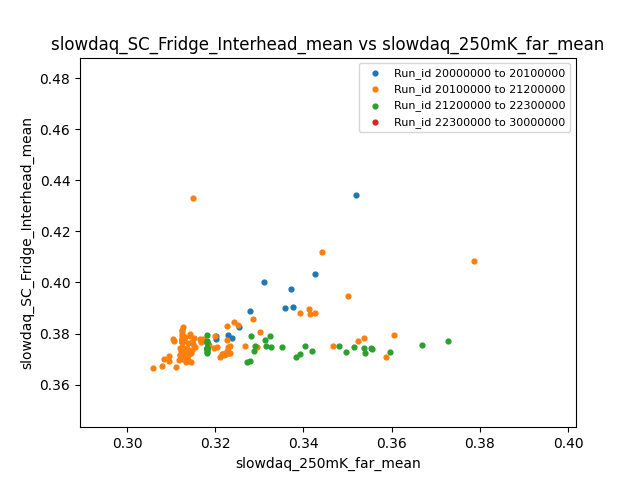 slowdaq_SC_Fridge_Interhead_mean vs slowdaq_250mK_far_mean
Run_id 20000000 to 20100000
Run_id 20100000 to 21200000
Run_id 21200000 to 22300000
Run_id 22300000 to 30000000
slowdaq_SC_Fridge_Interhead_mean
0.48
0.46
0.44
0.42
0.40
0.38
0.36
0.30
0.32
0.34
0.36
0.38
0.40
slowdaq_250mK_far_mean